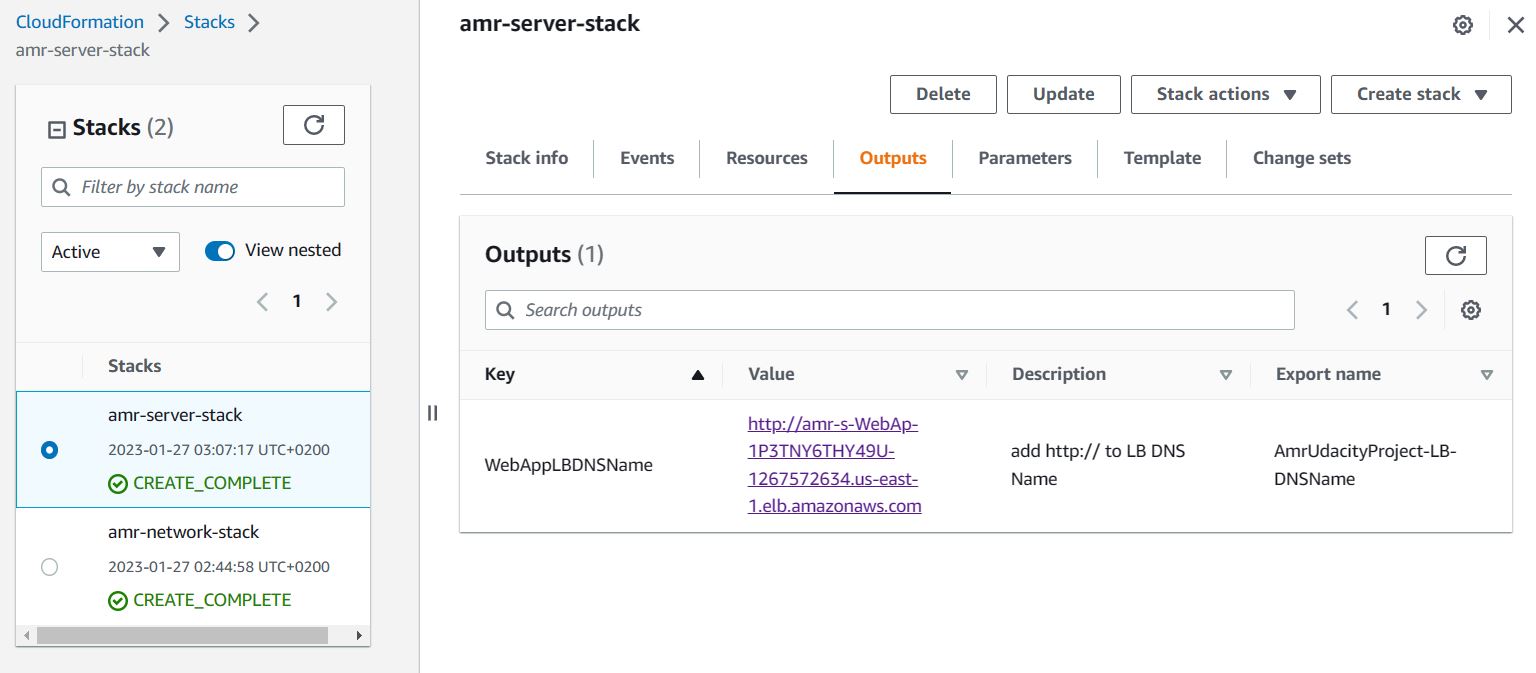 CloudFormation > Stacks >
amr-server-stack
Stacks (2)
Filter by stack name
Active
View nested
1
Stacks
amr-server-stack
2023-01-27 03:07:17 UTC+0200
CREATE_COMPLETE
amr-network-stack
2023-01-27 02:44:58 UTC+0200
CREATE_COMPLETE
amr-server-stack
Delete Update Stack actions Create stack
Stack info Events Resources Outputs Parameters Template Change sets
Outputs (1)
Search outputs
1
Key Value Description Export name
WebAppLBDNSName
http://amr-s-WebAp-
1P3TNY6THY49U-
1267572634.us-east-
1.elb.amazonaws.com
add http:// to LB DNS
Name
AmrUdacityProject-LB-
DNSName